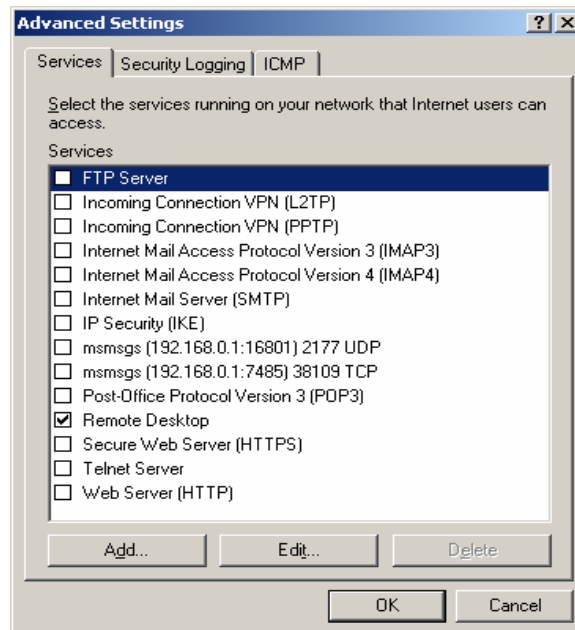 Advanced Settings
Services Security Logging ICMP
Select the services running on your network that Internet users can
access.
Services
FTP Server
Incoming Connection VPN (L2TP)
Incoming Connection VPN (PPTP)
Internet Mail Access Protocol Version 3 (IMAP3)
Internet Mail Access Protocol Version 4 (IMAP4)
Internet Mail Server (SMTP)
IP Security (IKE)
msmsgs (192.168.0.1:16801) 2177 UDP
msmsgs (192.168.0.1:7485) 38109 TCP
Post-Office Protocol Version 3 (POP3)
Remote Desktop
Secure Web Server (HTTPS)
Telnet Server
Web Server (HTTP)
Add... Edit... Delete
OK Cancel